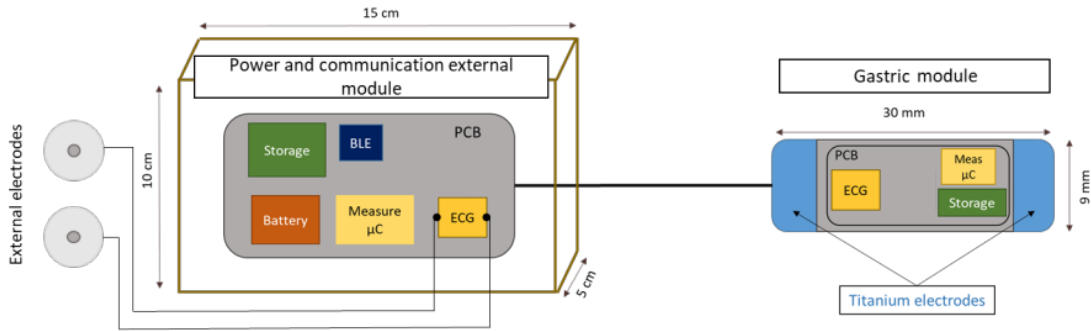 15 cm
Power and communication external
module
Gastric module
30 mm
External electrodes
10 cm
Storage
BLE
PCB
Battery
Measure
µC
ECG
5 cm
PCB
ECG
Meas
µC
Storage
9 mm
Titanium electrodes